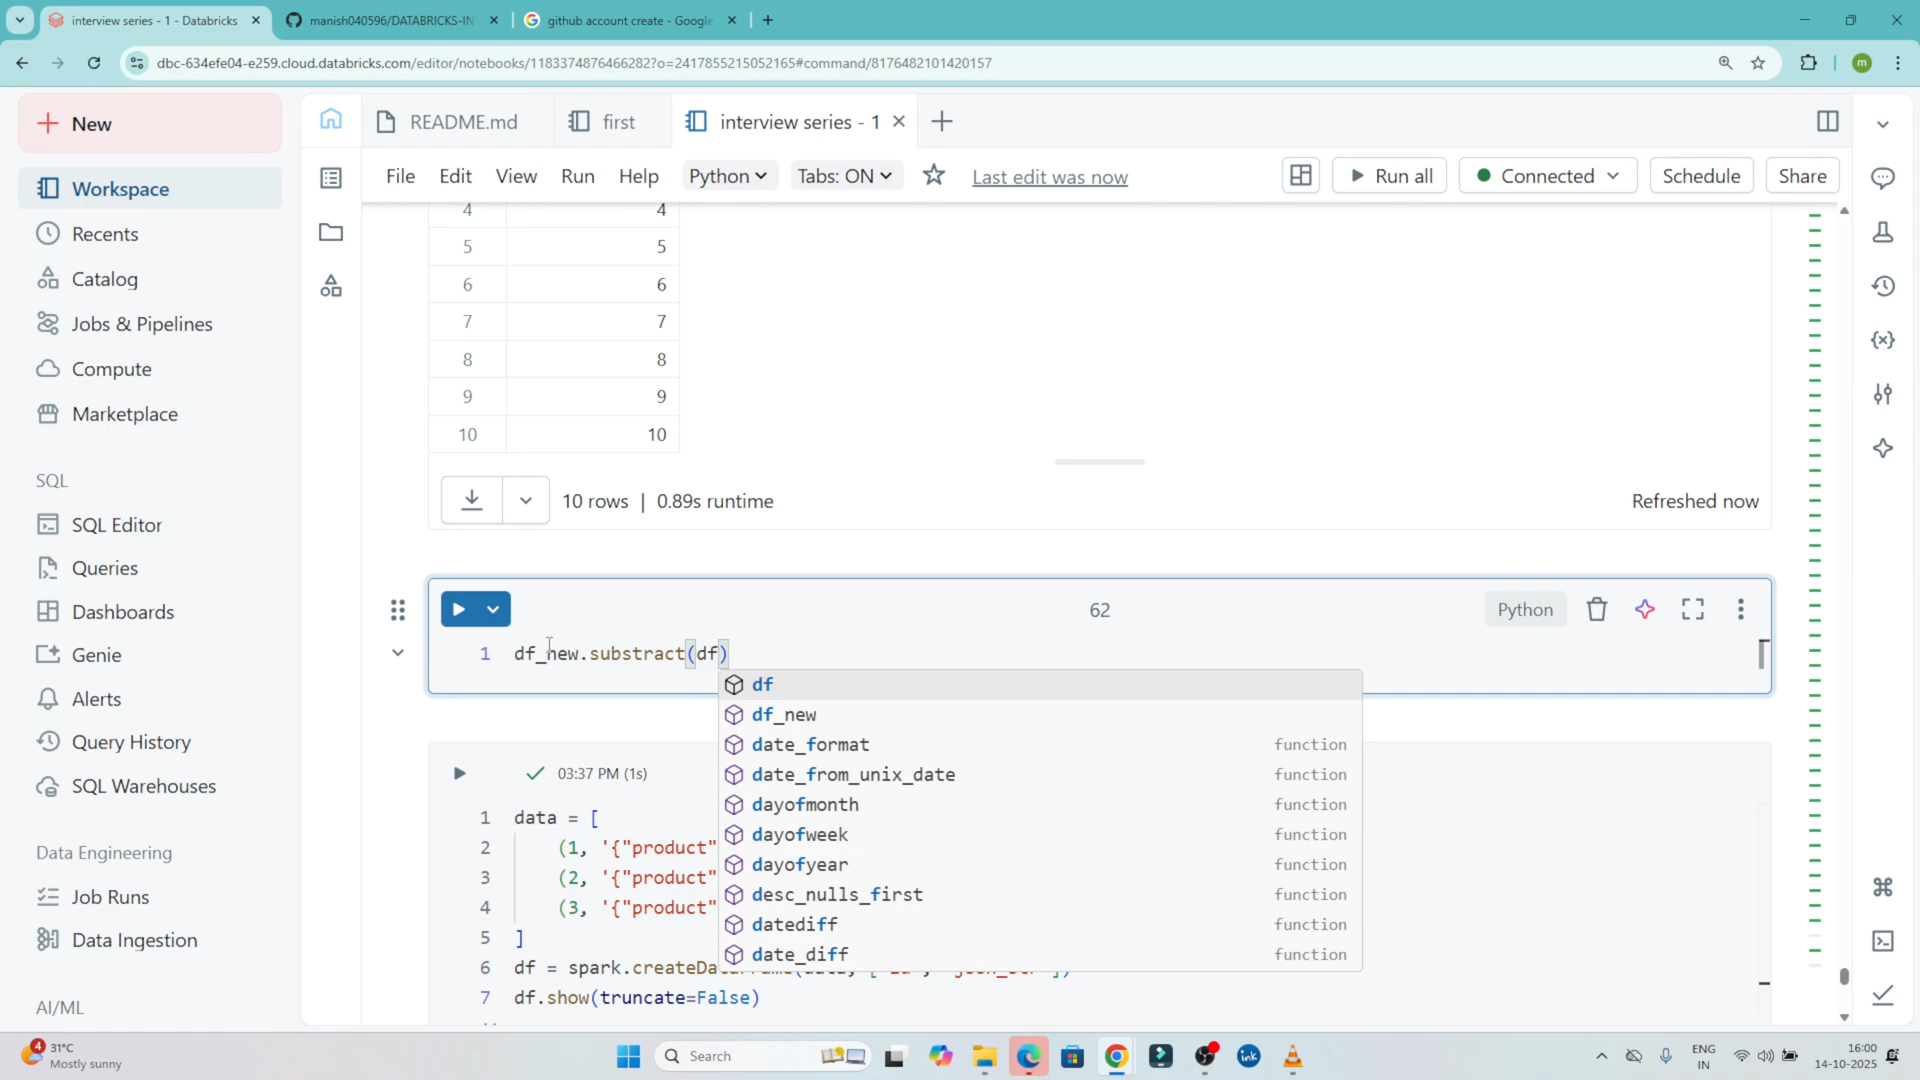 interview series - 1 - Databricks
manish040596/DATABRICKS-IN
github account create - Google
dbc-634efe04-e259.cloud.databricks.com/editor/notebooks/1183374876466282?o=2417855215052165#command/8176482101420157
m
New
README.md
first
interview series - 1
Workspace
File
Edit
View
Run
Help
Python
Tabs: ON
Last edit was now
Run all
Connected
Schedule
Share
Recents
Catalog
Jobs & Pipelines
Compute
Marketplace
SQL
SQL Editor
Queries
Dashboards
Genie
Alerts
Query History
SQL Warehouses
Data Engineering
Job Runs
Data Ingestion
AI/ML
4 4
5 5
6 6
7 7
8 8
9 9
10 10
10 rows | 0.89s runtime
Refreshed now
62
Python
1 df_new.substract(df)
df
df_new
date_format function
date_from_unix_date function
dayofmonth function
dayofweek function
dayofyear function
desc_nulls_first function
datediff function
date_diff function
03:37 PM (1s)
1 data = [
2 (1, '{"product"
3 (2, '{"product"
4 (3, '{"product"
5 ]
6 df = spark.createData
7 df.show(truncate=False)
4
31°C
Mostly sunny
Search
ink
ENG
IN
16:00
14-10-2025